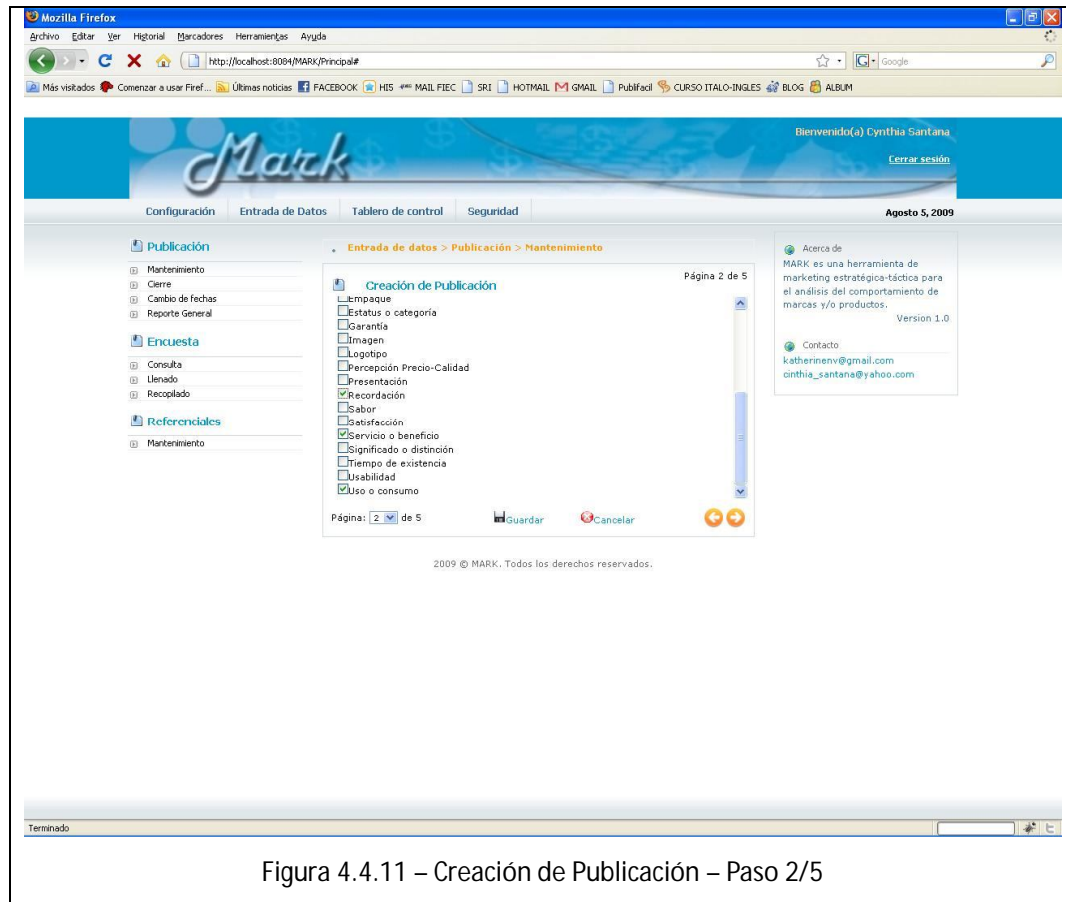 Mozilla Firefox
Archivo Editar Ver Historial Marcadores Herramientas Ayuda
http://localhost:8084/MARK/Principal#
Google
Más visitados Comenzar a usar Firef... Últimas noticias FACEBOOK HI5 MAIL FIEC SRI HOTMAIL GMAIL Publifacil CURSO ITALO-INGLES BLOG ALBUM
Mark
Bienvenido(a) Cynthia Santana
Cerrar sesión
Configuración Entrada de Datos Tablero de control Seguridad
Agosto 5, 2009
Publicación
Mantenimiento
Cierre
Cambio de fechas
Reporte General
Encuesta
Consulta
Llenado
Recopilado
Referenciales
Mantenimiento
Entrada de datos > Publicación > Mantenimiento
Página 2 de 5
Creación de Publicación
Empaque
Estatus o categoría
Garantía
Imagen
Logotipo
Percepción Precio-Calidad
Presentación
Recordación
Sabor
Satisfacción
Servicio o beneficio
Significado o distinción
Tiempo de existencia
Usabilidad
Uso o consumo
Página: 2 de 5
Guardar
Cancelar
Acerca de
MARK es una herramienta de
marketing estratégica-táctica para
el análisis del comportamiento de
marcas y/o productos.
Version 1.0
Contacto
katherinenv@gmail.com
cinthia_santana@yahoo.com
2009 © MARK. Todos los derechos reservados.
Terminado
Figura 4.4.11 – Creación de Publicación – Paso 2/5